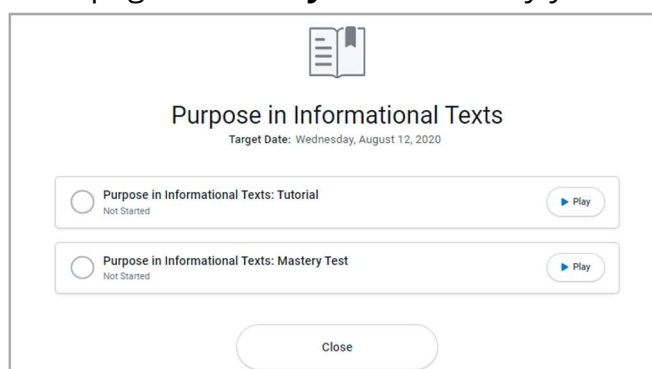 Purpose in Informational Texts
Target Date: Wednesday, August 12, 2020
Purpose in Informational Texts: Tutorial
Not Started
Play
Purpose in Informational Texts: Mastery Test
Not Started
Play
Close